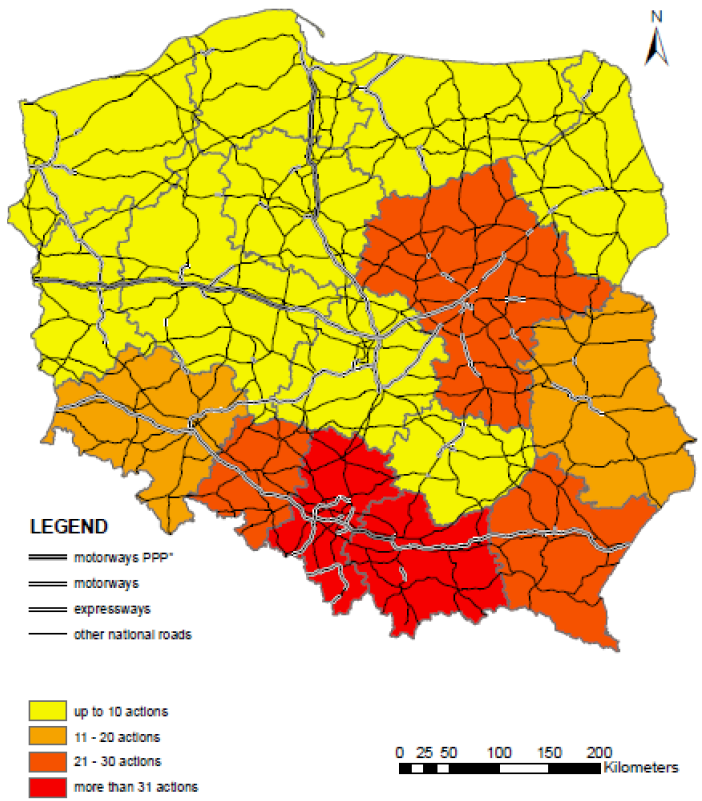 N
LEGEND
motorways PPP*
motorways
expressways
other national roads
up to 10 actions
11 - 20 actions
21 - 30 actions
more than 31 actions
0 25 50 100 150 200
Kilometers